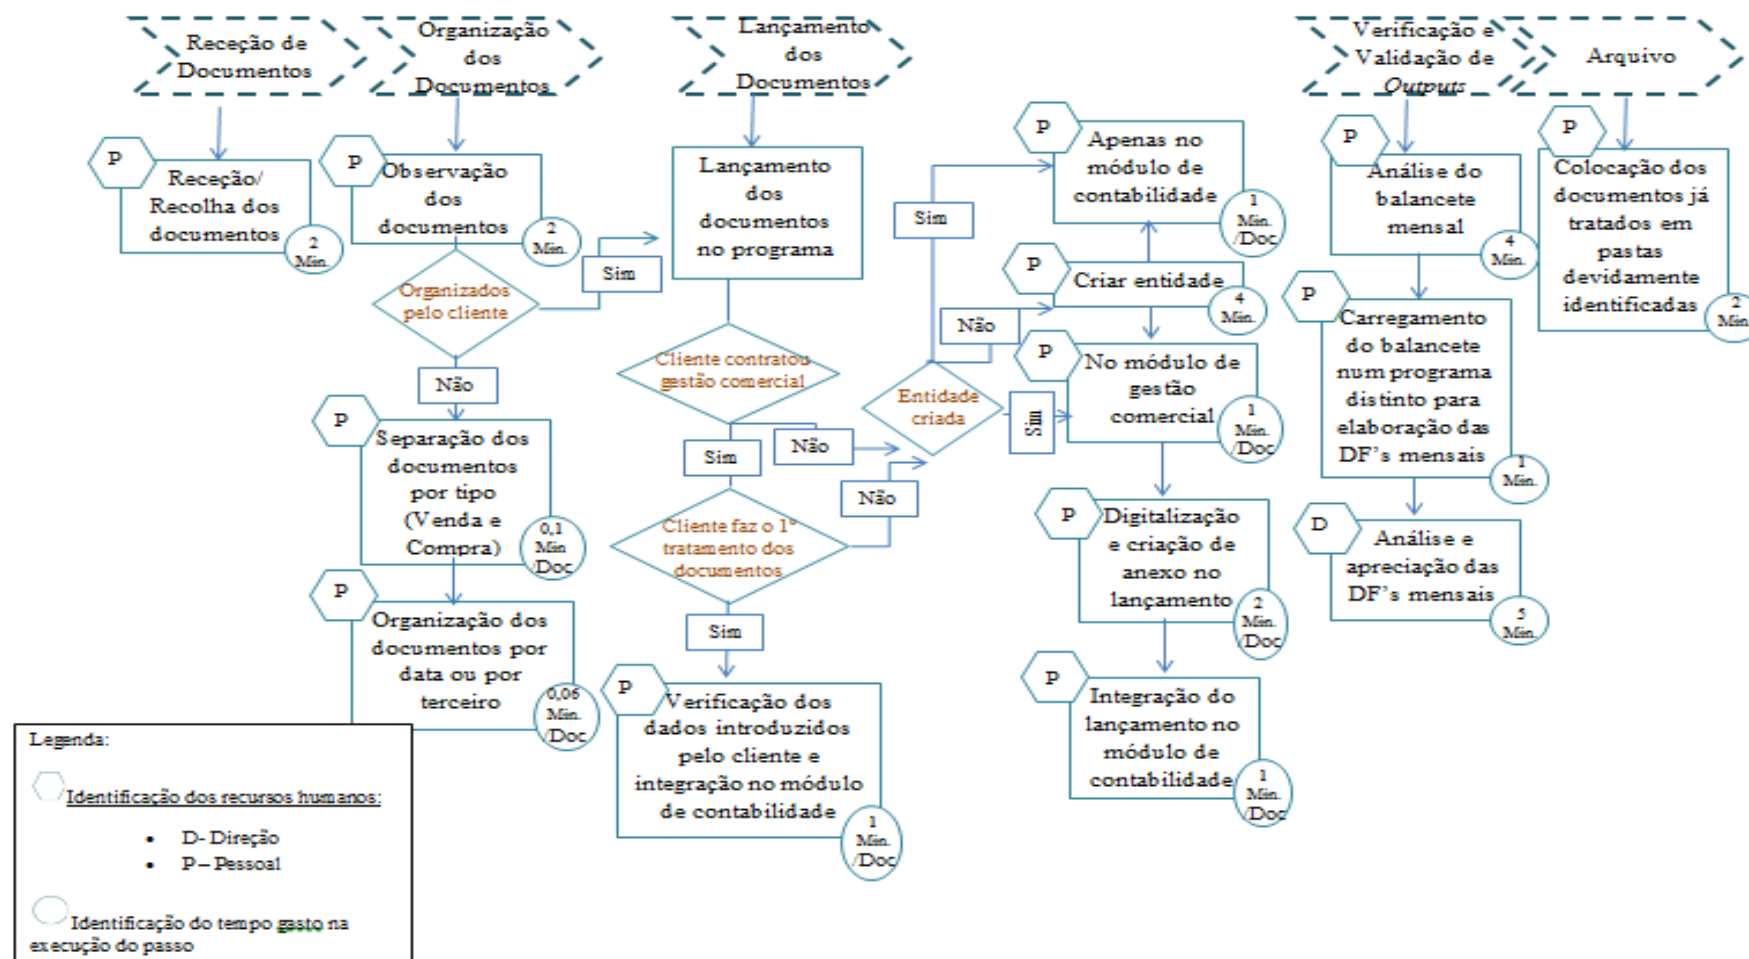 Receção de
Documentos
P
Receção/
Recolha dos
documentos
2
Min.
Organização
dos
Documentos
P
Observação
dos
documentos
2
Min.
Organizados
pelo cliente
Sim
Não
P
Separação dos
documentos
por tipo
(Venda e
Compra)
0,1
Min
/Doc
P
Organização dos
documentos por
data ou por
terceiro
0,06
Min.
/Doc
Lançamento
dos
Documentos
Lançamento
dos
documentos
no programa
Cliente contratou
gestão comercial
Sim
Não
Cliente faz o 1º
tratamento dos
documentos
Não
Sim
P
Verificação dos
dados introduzidos
pelo cliente e
integração no módulo
de contabilidade
1
Min.
/Doc
Entidade
criada
Sim
Não
Sim
P
Apenas no
módulo de
contabilidade
1
Min.
/Doc
P
Criar entidade
4
Min.
P
No módulo de
gestão
comercial
1
Min.
/Doc
P
Digitalização
e criação de
anexo no
lançamento
2
Min.
/Doc
P
Integração do
lançamento no
módulo de
contabilidade
1
Min.
/Doc
Verificação e
Validação de
Outputs
P
Análise do
balancete
mensal
4
Min.
P
Carregamento
do balancete
num programa
distinto para
elaboração das
DF’s mensais
1
Min.
D
Análise e
apreciação das
DF’s mensais
5
Min.
Arquivo
P
Colocação dos
documentos já
tratados em
pastas
devidamente
identificadas
2
Min
Legenda:
Identificação dos recursos humanos:
• D- Direção
• P – Pessoal
Identificação do tempo gasto na
execução do passo